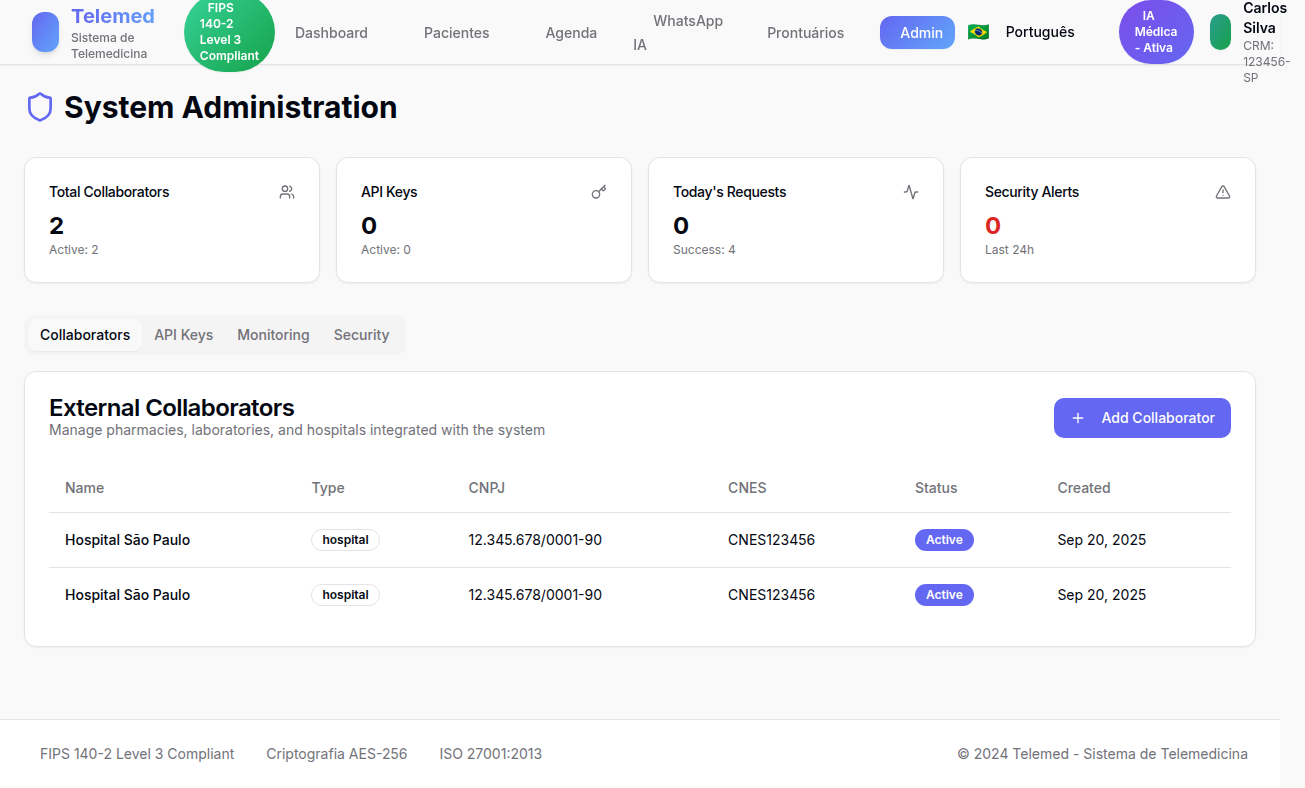 Telemed
Sistema de
Telemedicina
FIPS
140-2
Level 3
Compliant
Dashboard
Pacientes
Agenda
WhatsApp
IA
Prontuários
Admin
Português
IA
Médica
- Ativa
Carlos
Silva
CRM:
123456-
SP
System Administration
Total Collaborators
2
Active: 2
API Keys
0
Active: 0
Today's Requests
0
Success: 4
Security Alerts
0
Last 24h
Collaborators API Keys Monitoring Security
External Collaborators
Manage pharmacies, laboratories, and hospitals integrated with the system
+ Add Collaborator
Name Type CNPJ CNES Status Created
Hospital São Paulo hospital 12.345.678/0001-90 CNES123456 Active Sep 20, 2025
Hospital São Paulo hospital 12.345.678/0001-90 CNES123456 Active Sep 20, 2025
FIPS 140-2 Level 3 Compliant Criptografia AES-256 ISO 27001:2013 © 2024 Telemed - Sistema de Telemedicina